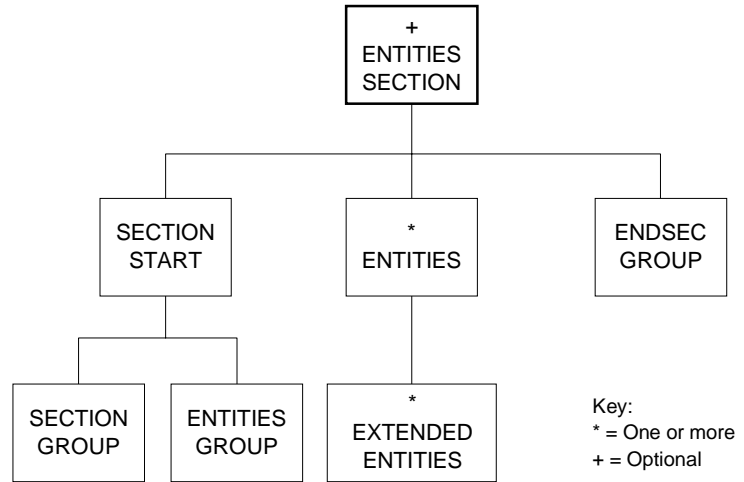 +
ENTITIES
SECTION
SECTION
START
*
ENTITIES
ENDSEC
GROUP
SECTION
GROUP
ENTITIES
GROUP
*
EXTENDED
ENTITIES
Key:
* = One or more
+ = Optional